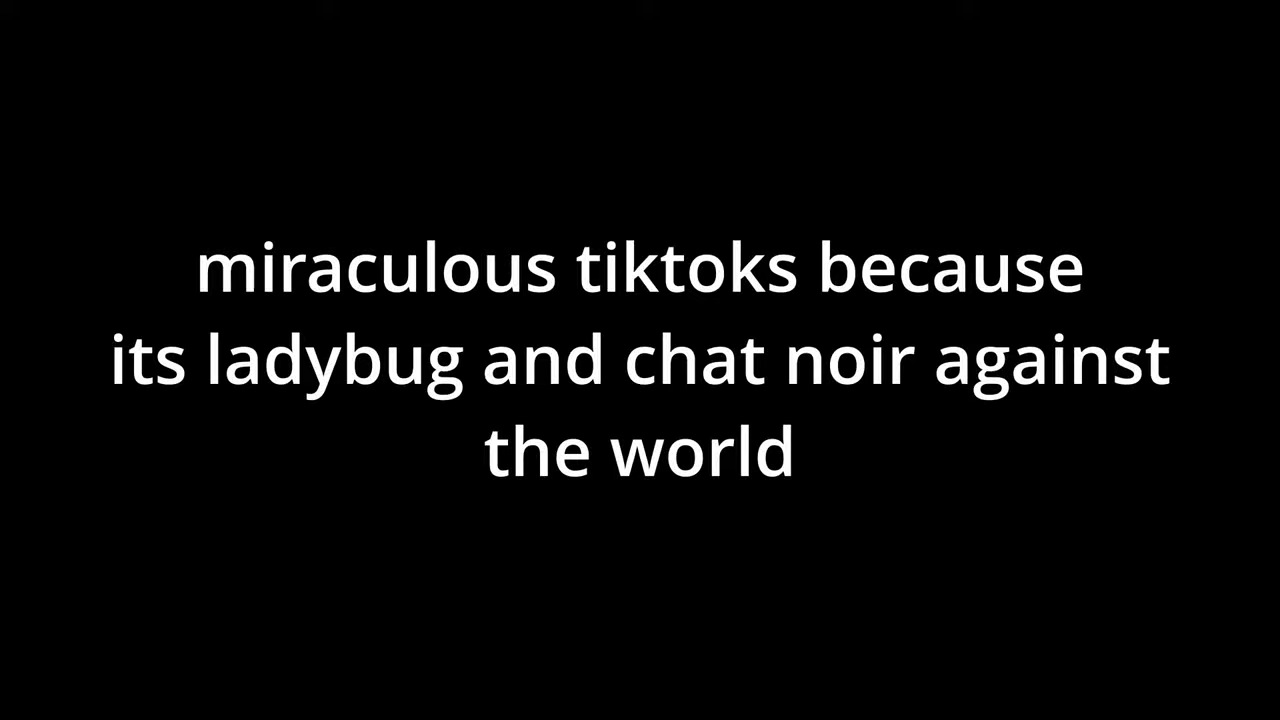 miraculous tiktoks because
its ladybug and chat noir against
the world